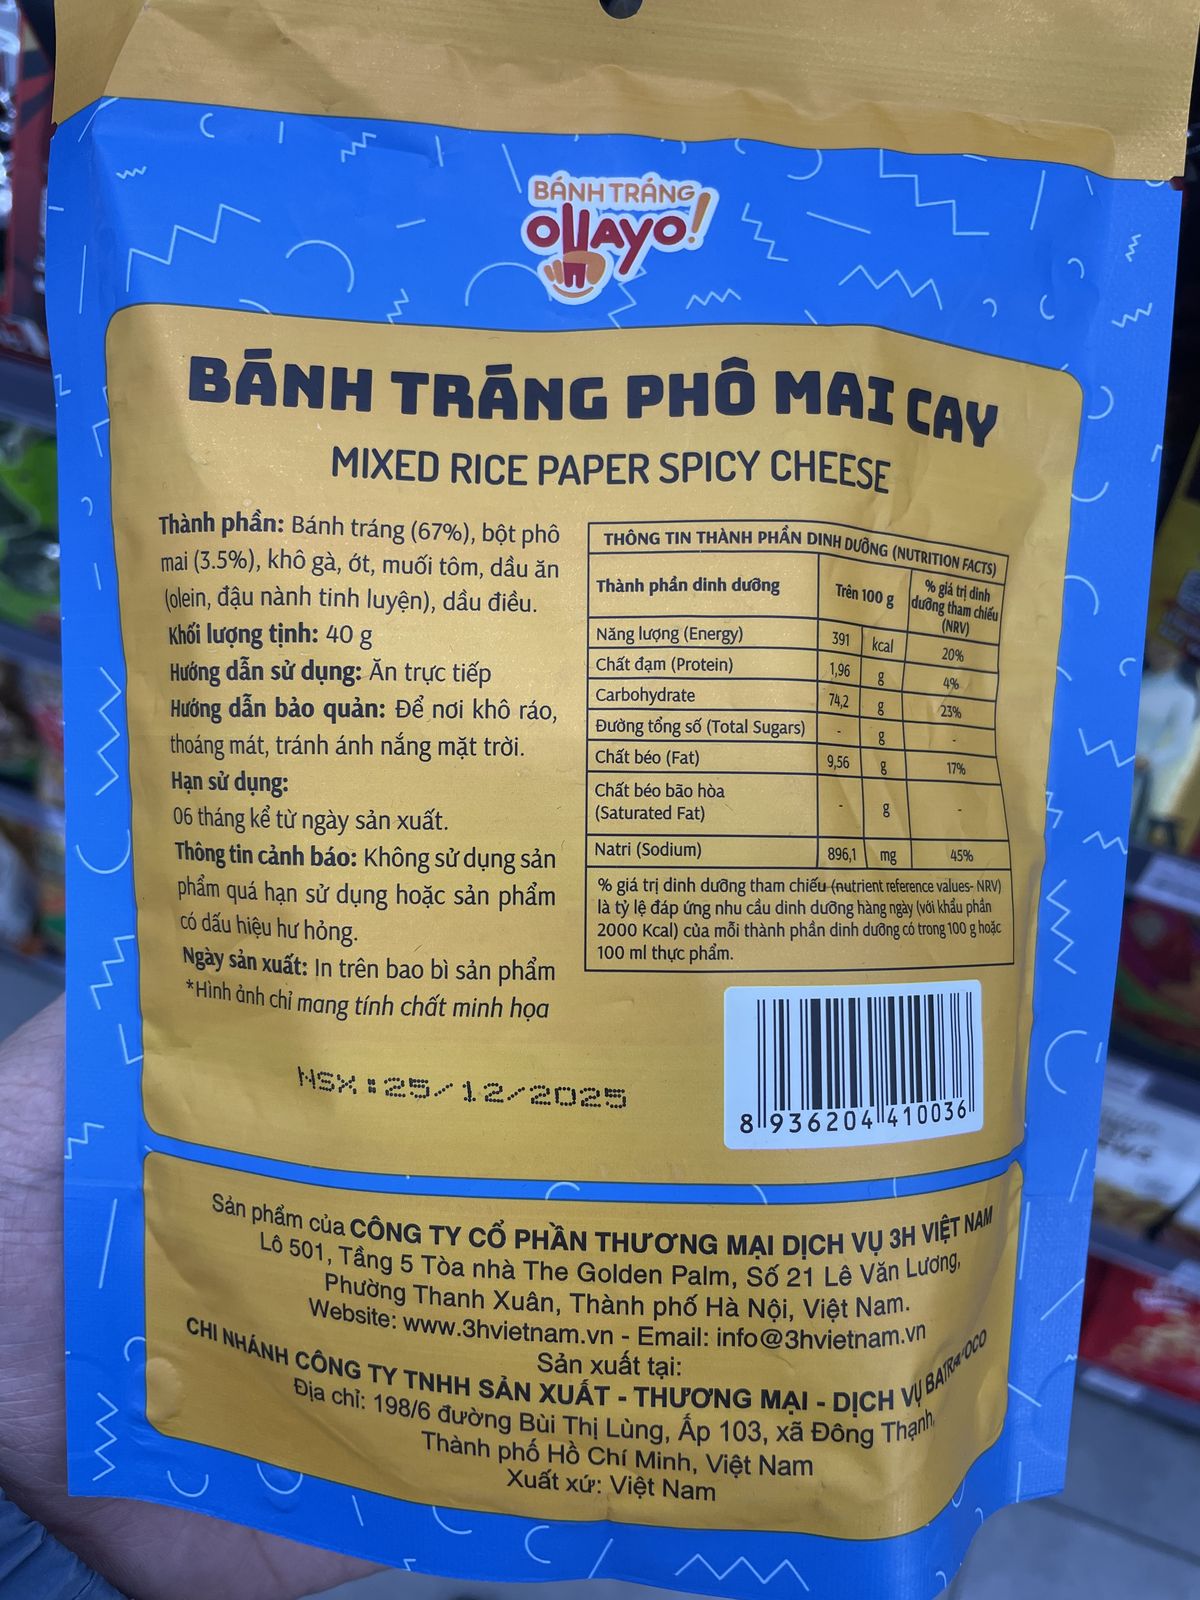 BÁNH TRÁNG
OHAYO!
BÁNH TRÁNG PHÔ MAI CAY
MIXED RICE PAPER SPICY CHEESE
Thành phần: Bánh tráng (67%), bột phô
mai (3.5%), khô gà, ớt, muối tôm, dầu ăn
(olein, đậu nành tinh luyện), dầu điều.
Khối lượng tịnh: 40 g
Hướng dẫn sử dụng: Ăn trực tiếp
Hướng dẫn bảo quản: Để nơi khô ráo,
thoáng mát, tránh ánh nắng mặt trời.
Hạn sử dụng:
06 tháng kể từ ngày sản xuất.
Thông tin cảnh báo: Không sử dụng sản
phẩm quá hạn sử dụng hoặc sản phẩm
có dấu hiệu hư hỏng.
Ngày sản xuất: In trên bao bì sản phẩm
*Hình ảnh chỉ mang tính chất minh họa
NSX:25/12/2025
THÔNG TIN THÀNH PHẦN DINH DƯỠNG (NUTRITION FACTS)
Thành phần dinh dưỡng Trên 100 g % giá trị dinh
dưỡng tham chiếu
(NRV)
Năng lượng (Energy) 391 kcal 20%
Chất đạm (Protein) 1,96 g 4%
Carbohydrate 74,2 g 23%
Đường tổng số (Total Sugars) - g -
Chất béo (Fat) 9,56 g 17%
Chất béo bão hòa
(Saturated Fat) - g -
Natri (Sodium) 896,1 mg 45%
% giá trị dinh dưỡng tham chiếu (nutrient reference values- NRV)
là tỷ lệ đáp ứng nhu cầu dinh dưỡng hàng ngày (với khẩu phần
2000 Kcal) của mỗi thành phần dinh dưỡng có trong 100 g hoặc
100 ml thực phẩm.
8 936204 410036
Sản phẩm của CÔNG TY CỔ PHẦN THƯƠNG MẠI DỊCH VỤ 3H VIỆT NAM
Lô 501, Tầng 5 Tòa nhà The Golden Palm, Số 21 Lê Văn Lương,
Phường Thanh Xuân, Thành phố Hà Nội, Việt Nam.
Website: www.3hvietnam.vn - Email: info@3hvietnam.vn
Sản xuất tại:
CHI NHÁNH CÔNG TY TNHH SẢN XUẤT - THƯƠNG MẠI - DỊCH VỤ
Địa chỉ: 198/6 đường Bùi Thị Lùng, Ấp 103, xã Đông Thạnh,
Thành phố Hồ Chí Minh, Việt Nam
Xuất xứ: Việt Nam